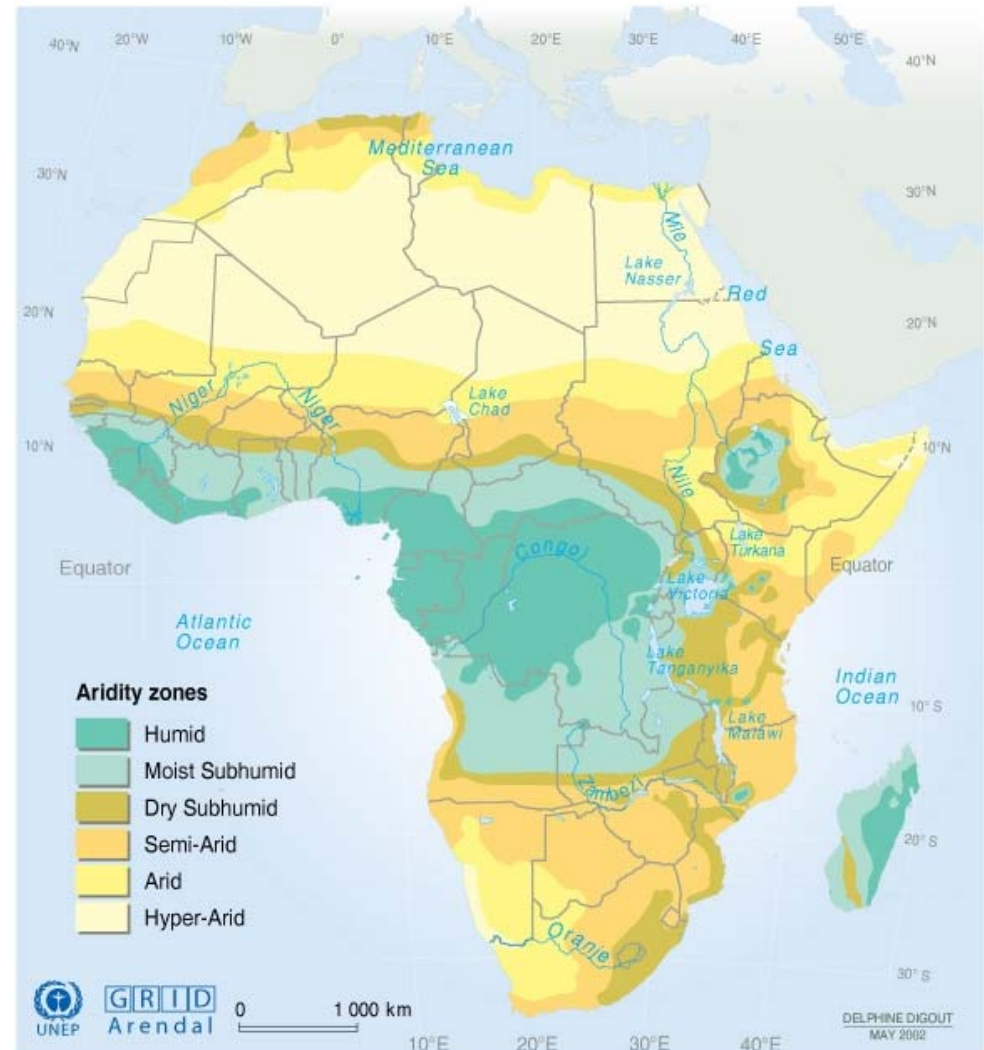 40°N
20°W
10°W
0°
10°E
20°E
30°E
40°E
50°E
40°N
Mediterranean
Sea
30°N
30°N
Nile
Lake
Nasser
Red
20°N
20°N
Sea
Niger
Niger
Lake
Chad
10°N
10°N
Nile
Lake
Turkana
Congo
Equator
Equator
Lake
Victoria
Atlantic
Ocean
Lake
Tanganyika
Indian
Ocean
Aridity zones
10° S
Lake
Malawi
Humid
Moist Subhumid
Zambezi
Dry Subhumid
20° S
Semi-Arid
Arid
Hyper-Arid
Oranje
30° S
UNEP
GRID
Arendal
0
1 000 km
DELPHINE DIGOUT
MAY 2002
10°E
20°E
30°E
40°E